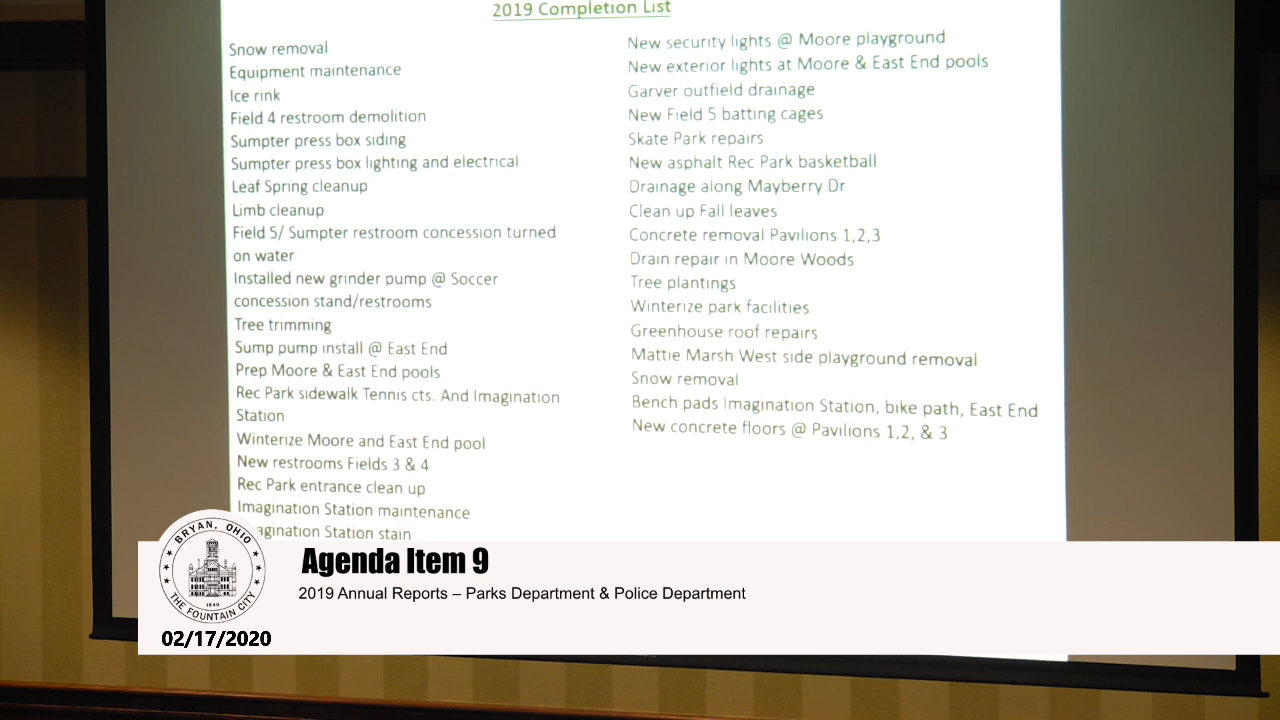 2019 Completion List
Snow removal
Equipment maintenance
Ice rink
Field 4 restroom demolition
Sumpter press box siding
Sumpter press box lighting and electrical
Leaf Spring cleanup
Limb cleanup
Field 5/ Sumpter restroom concession turned
on water
Installed new grinder pump @ Soccer
concession stand/restrooms
Tree trimming
Sump pump install @ East End
Prep Moore & East End pools
Rec Park sidewalk Tennis cts. And Imagination
Station
Winterize Moore and East End pool
New restrooms Fields 3 & 4
Rec Park entrance clean up
Imagination Station maintenance
agination Station stain
New security lights @ Moore playground
New exterior lights at Moore & East End pools
Garver outfield drainage
New Field 5 batting cages
Skate Park repairs
New asphalt Rec Park basketball
Drainage along Mayberry Dr
Clean up Fall leaves
Concrete removal Pavilions 1,2,3
Drain repair in Moore Woods
Tree plantings
Winterize park facilities
Greenhouse roof repairs
Mattie Marsh West side playground removal
Snow removal
Bench pads Imagination Station, bike path, East End
New concrete floors @ Pavilions 1,2, & 3
BRYAN, OHIO
1840
THE FOUNTAIN CITY
02/17/2020
Agenda Item 9
2019 Annual Reports – Parks Department & Police Department